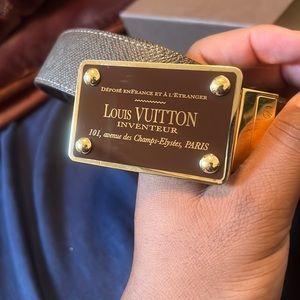 DÉPOSÉ EN FRANCE ET À L'ÉTRANGER
LOUIS VUITTON
INVENTEUR
101, avenue des Champs-Elysées, PARIS